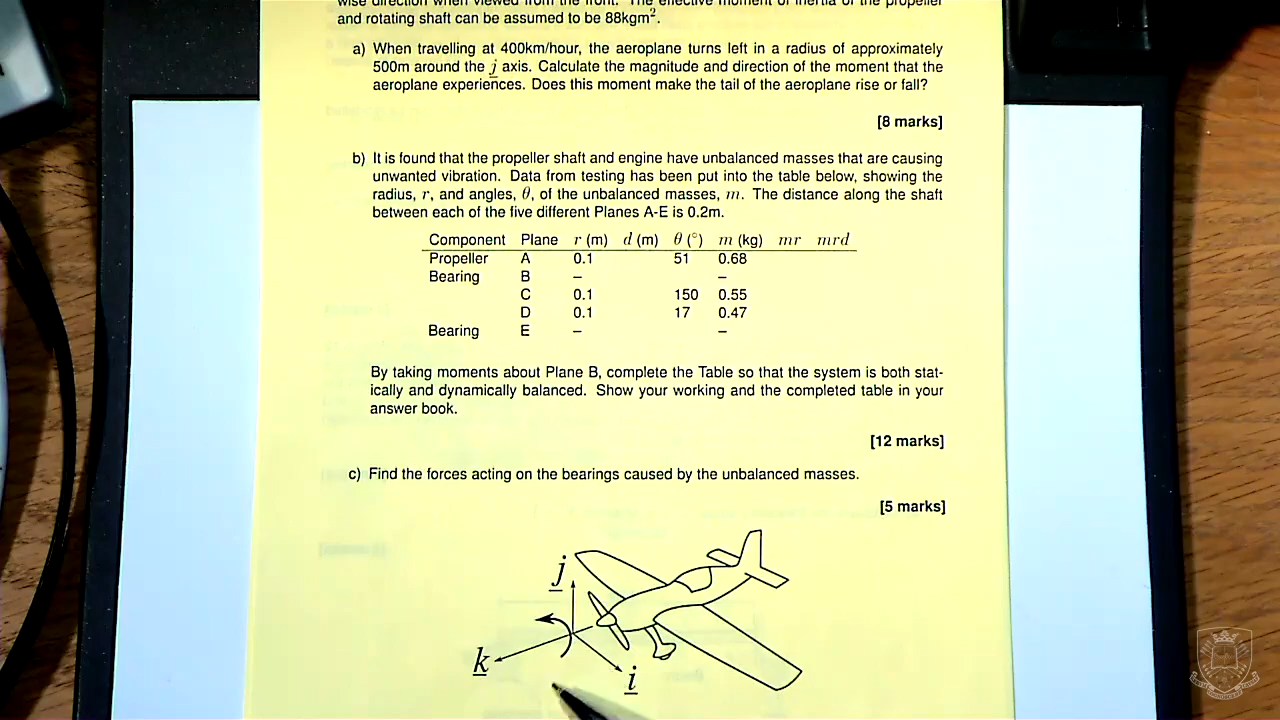 wise direction when viewed from the front. The effective moment of inertia of the propeller
and rotating shaft can be assumed to be 88kgm².
a) When travelling at 400km/hour, the aeroplane turns left in a radius of approximately
500m around the j axis. Calculate the magnitude and direction of the moment that the
aeroplane experiences. Does this moment make the tail of the aeroplane rise or fall?
[8 marks]
b) It is found that the propeller shaft and engine have unbalanced masses that are causing
unwanted vibration. Data from testing has been put into the table below, showing the
radius, r, and angles, θ, of the unbalanced masses, m. The distance along the shaft
between each of the five different Planes A-E is 0.2m.
Component Plane r (m) d (m) θ (°) m (kg) mr mrd
Propeller A 0.1 51 0.68
Bearing B – –
C 0.1 150 0.55
D 0.1 17 0.47
Bearing E – –
By taking moments about Plane B, complete the Table so that the system is both stat-
ically and dynamically balanced. Show your working and the completed table in your
answer book.
[12 marks]
c) Find the forces acting on the bearings caused by the unbalanced masses.
[5 marks]
j
k
i